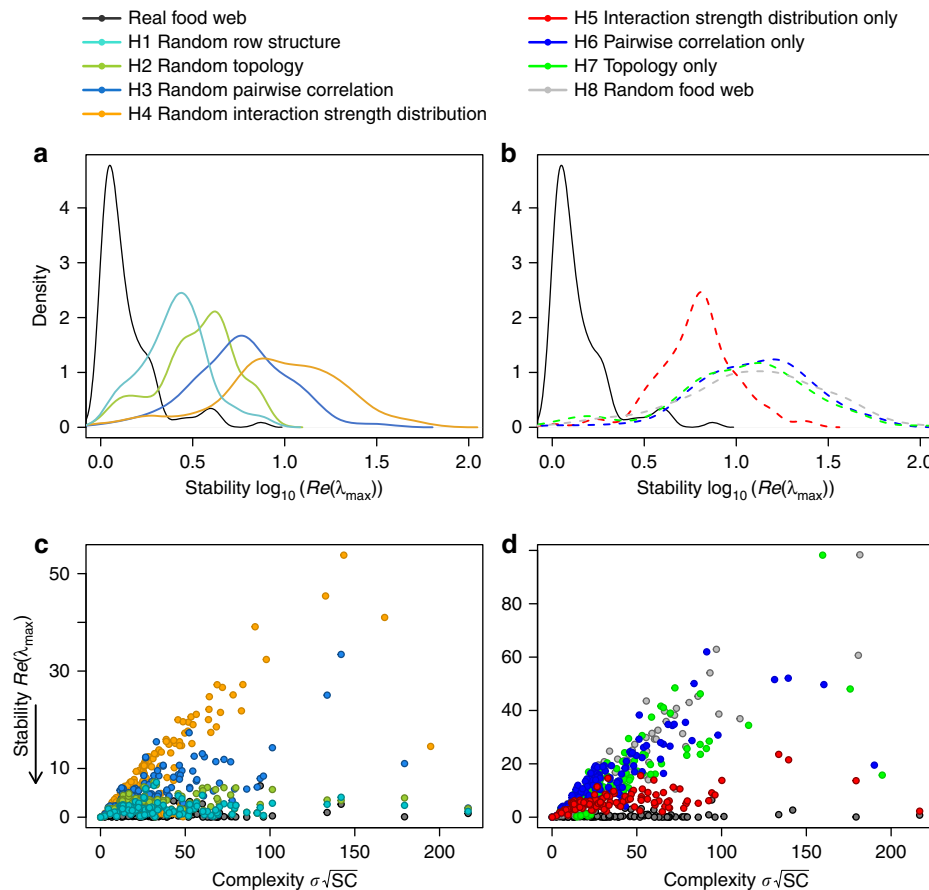 Real food web
H1 Random row structure
H2 Random topology
H3 Random pairwise correlation
H4 Random interaction strength distribution
H5 Interaction strength distribution only
H6 Pairwise correlation only
H7 Topology only
H8 Random food web
a
Density
4
3
2
1
0
0.0 0.5 1.0 1.5 2.0
Stability log10 (Re(λmax))
b
4
3
2
1
0
0.0 0.5 1.0 1.5 2.0
Stability log10 (Re(λmax))
c
Stability Re(λmax)
50
30
10
0
0 50 100 150 200
Complexity σ√SC
d
80
60
40
20
0
0 50 100 150 200
Complexity σ√SC